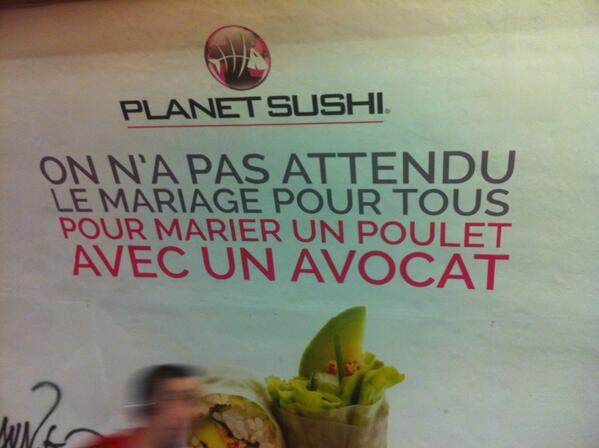 PLANET SUSHI®
ON N'A PAS ATTENDU
LE MARIAGE POUR TOUS
POUR MARIER UN POULET
AVEC UN AVOCAT